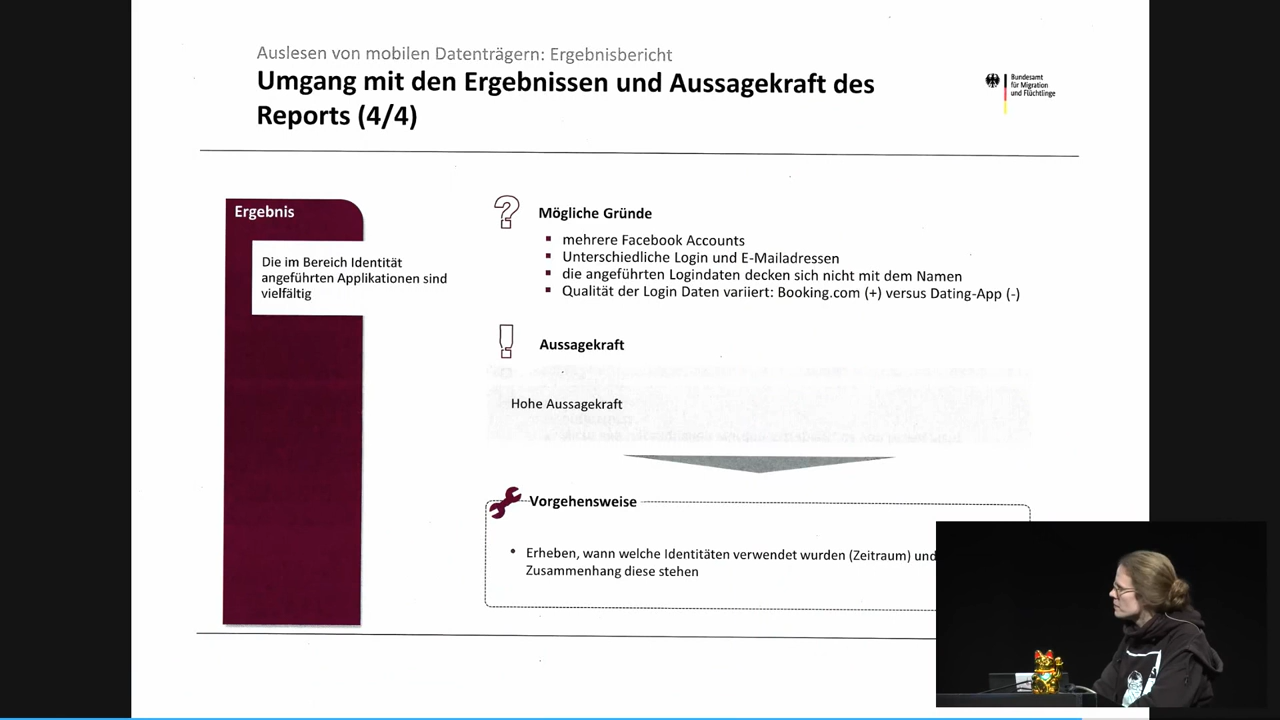 Auslesen von mobilen Datenträgern: Ergebnisbericht
Umgang mit den Ergebnissen und Aussagekraft des
Reports (4/4)
Bundesamt
für Migration
und Flüchtlinge
Ergebnis
Die im Bereich Identität
angeführten Applikationen sind
vielfältig
Mögliche Gründe
mehrere Facebook Accounts
Unterschiedliche Login und E-Mailadressen
die angeführten Logindaten decken sich nicht mit dem Namen
Qualität der Login Daten variiert: Booking.com (+) versus Dating-App (-)
Aussagekraft
Hohe Aussagekraft
Vorgehensweise
Erheben, wann welche Identitäten verwendet wurden (Zeitraum) und
Zusammenhang diese stehen